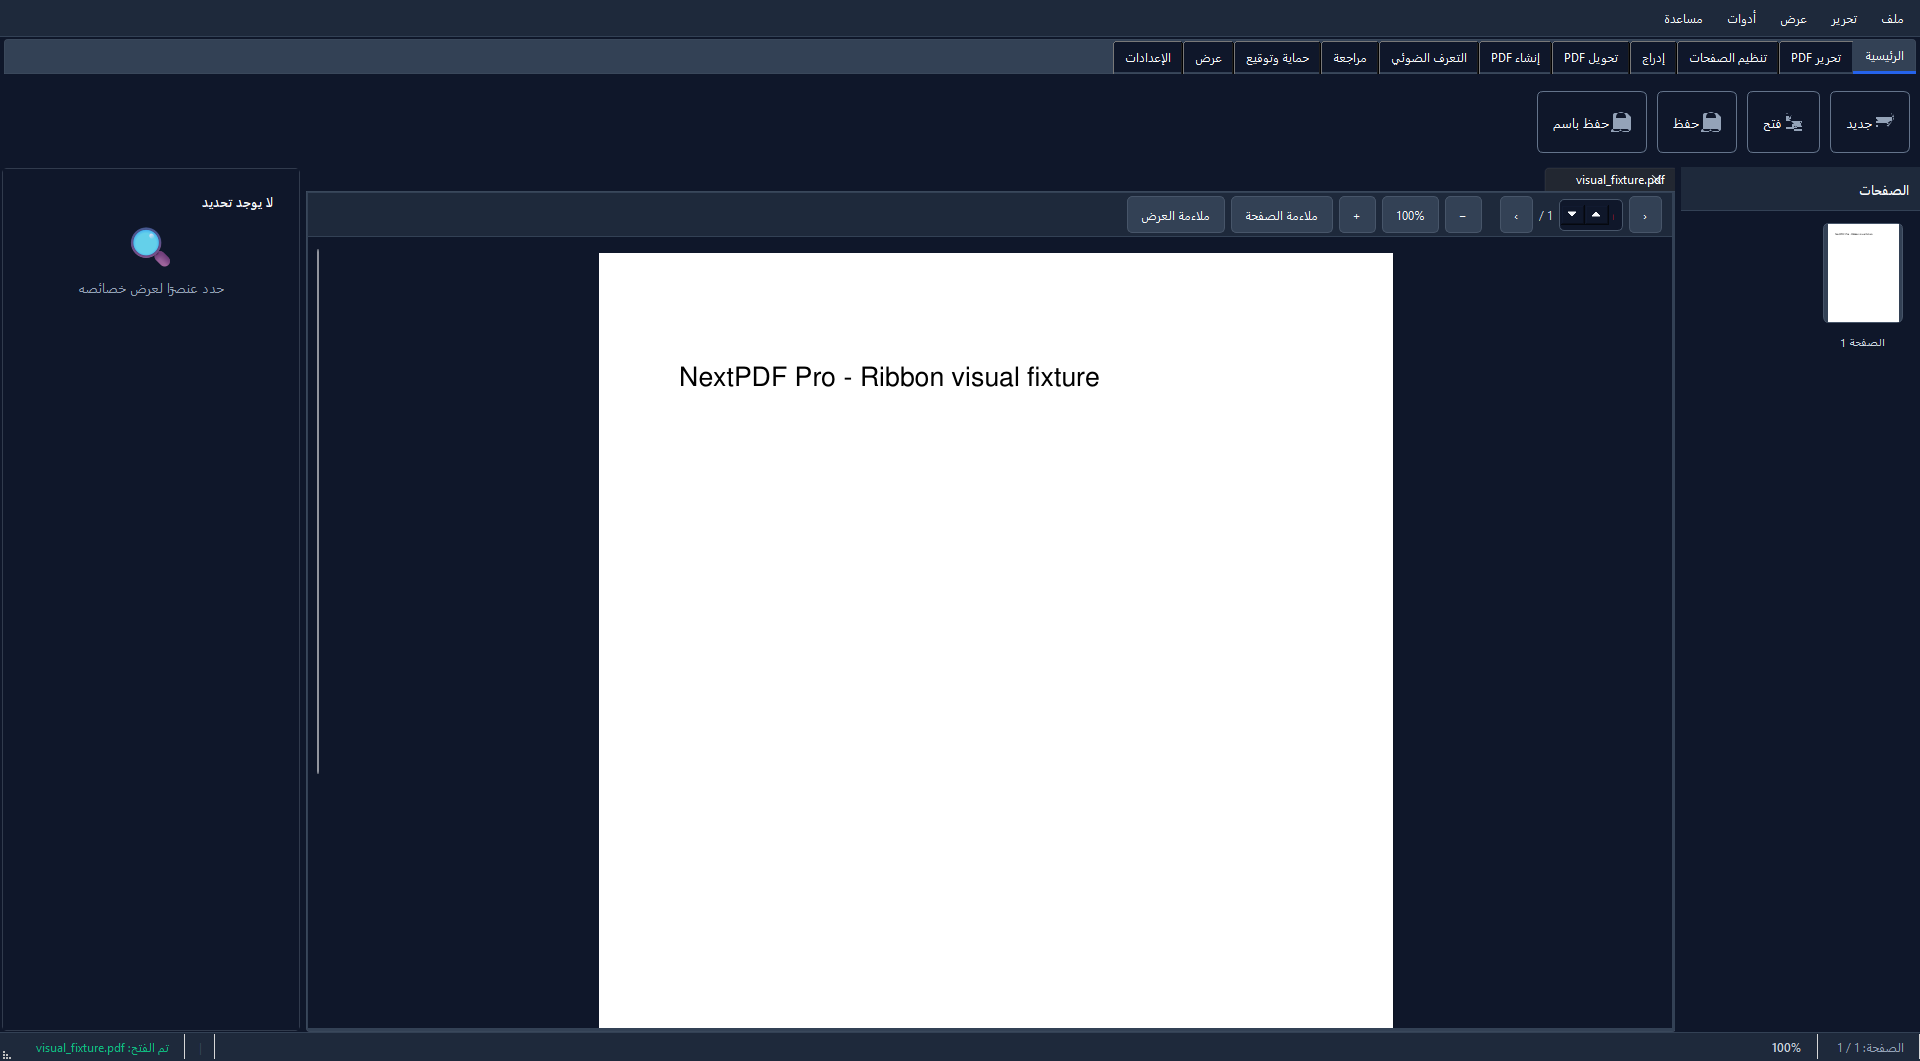 ملف تحرير عرض أدوات مساعدة
الرئيسية تحرير PDF تنظيم الصفحات إدراج تحويل PDF إنشاء PDF التعرف الضوئي مراجعة حماية وتوقيع عرض الإعدادات
جديد فتح حفظ حفظ باسم
الصفحات
الصفحة 1
visual_fixture.pdf
› / 1 ‹ − 100% + ملاءمة الصفحة ملاءمة العرض
NextPDF Pro - Ribbon visual fixture
لا يوجد تحديد
حدد عنصرًا لعرض خصائصه
الصفحة: 1 / 1 100% تم الفتح: visual_fixture.pdf